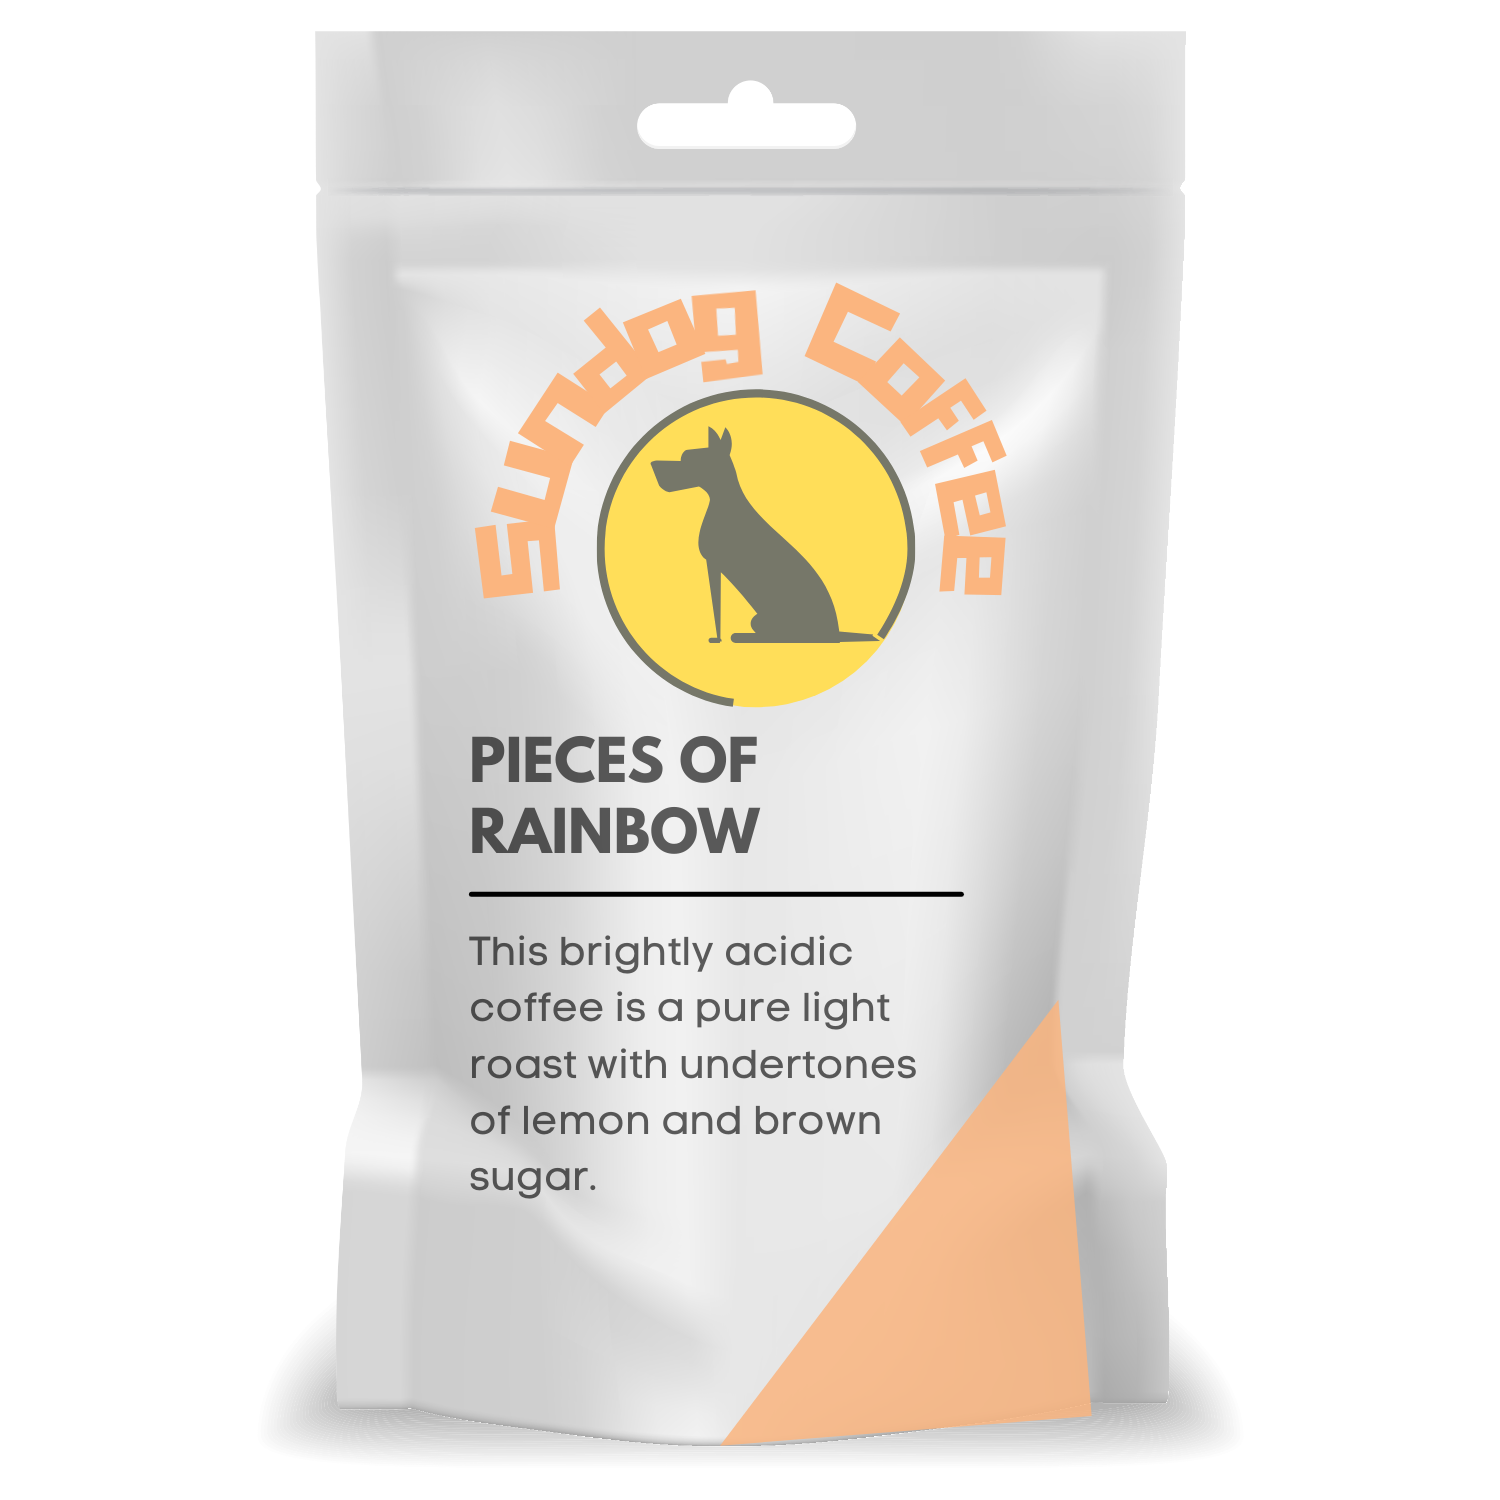 Sundog Coffee
PIECES OF
RAINBOW
This brightly acidic
coffee is a pure light
roast with undertones
of lemon and brown
sugar.